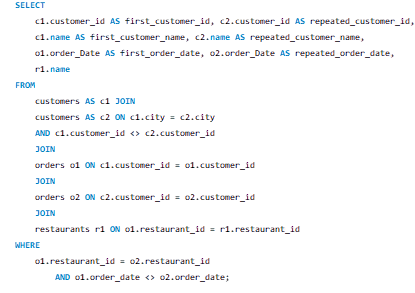 SELECT
c1.customer_id AS first_customer_id, c2.customer_id AS repeated_customer_id,
c1.name AS first_customer_name, c2.name AS repeated_customer_name,
o1.order_Date AS first_order_date, o2.order_Date AS repeated_order_date,
r1.name
FROM
customers AS c1 JOIN
customers AS c2 ON c1.city = c2.city
AND c1.customer_id <> c2.customer_id
JOIN
orders o1 ON c1.customer_id = o1.customer_id
JOIN
orders o2 ON c2.customer_id = o2.customer_id
JOIN
restaurants r1 ON o1.restaurant_id = r1.restaurant_id
WHERE
o1.restaurant_id = o2.restaurant_id
AND o1.order_date <> o2.order_date;